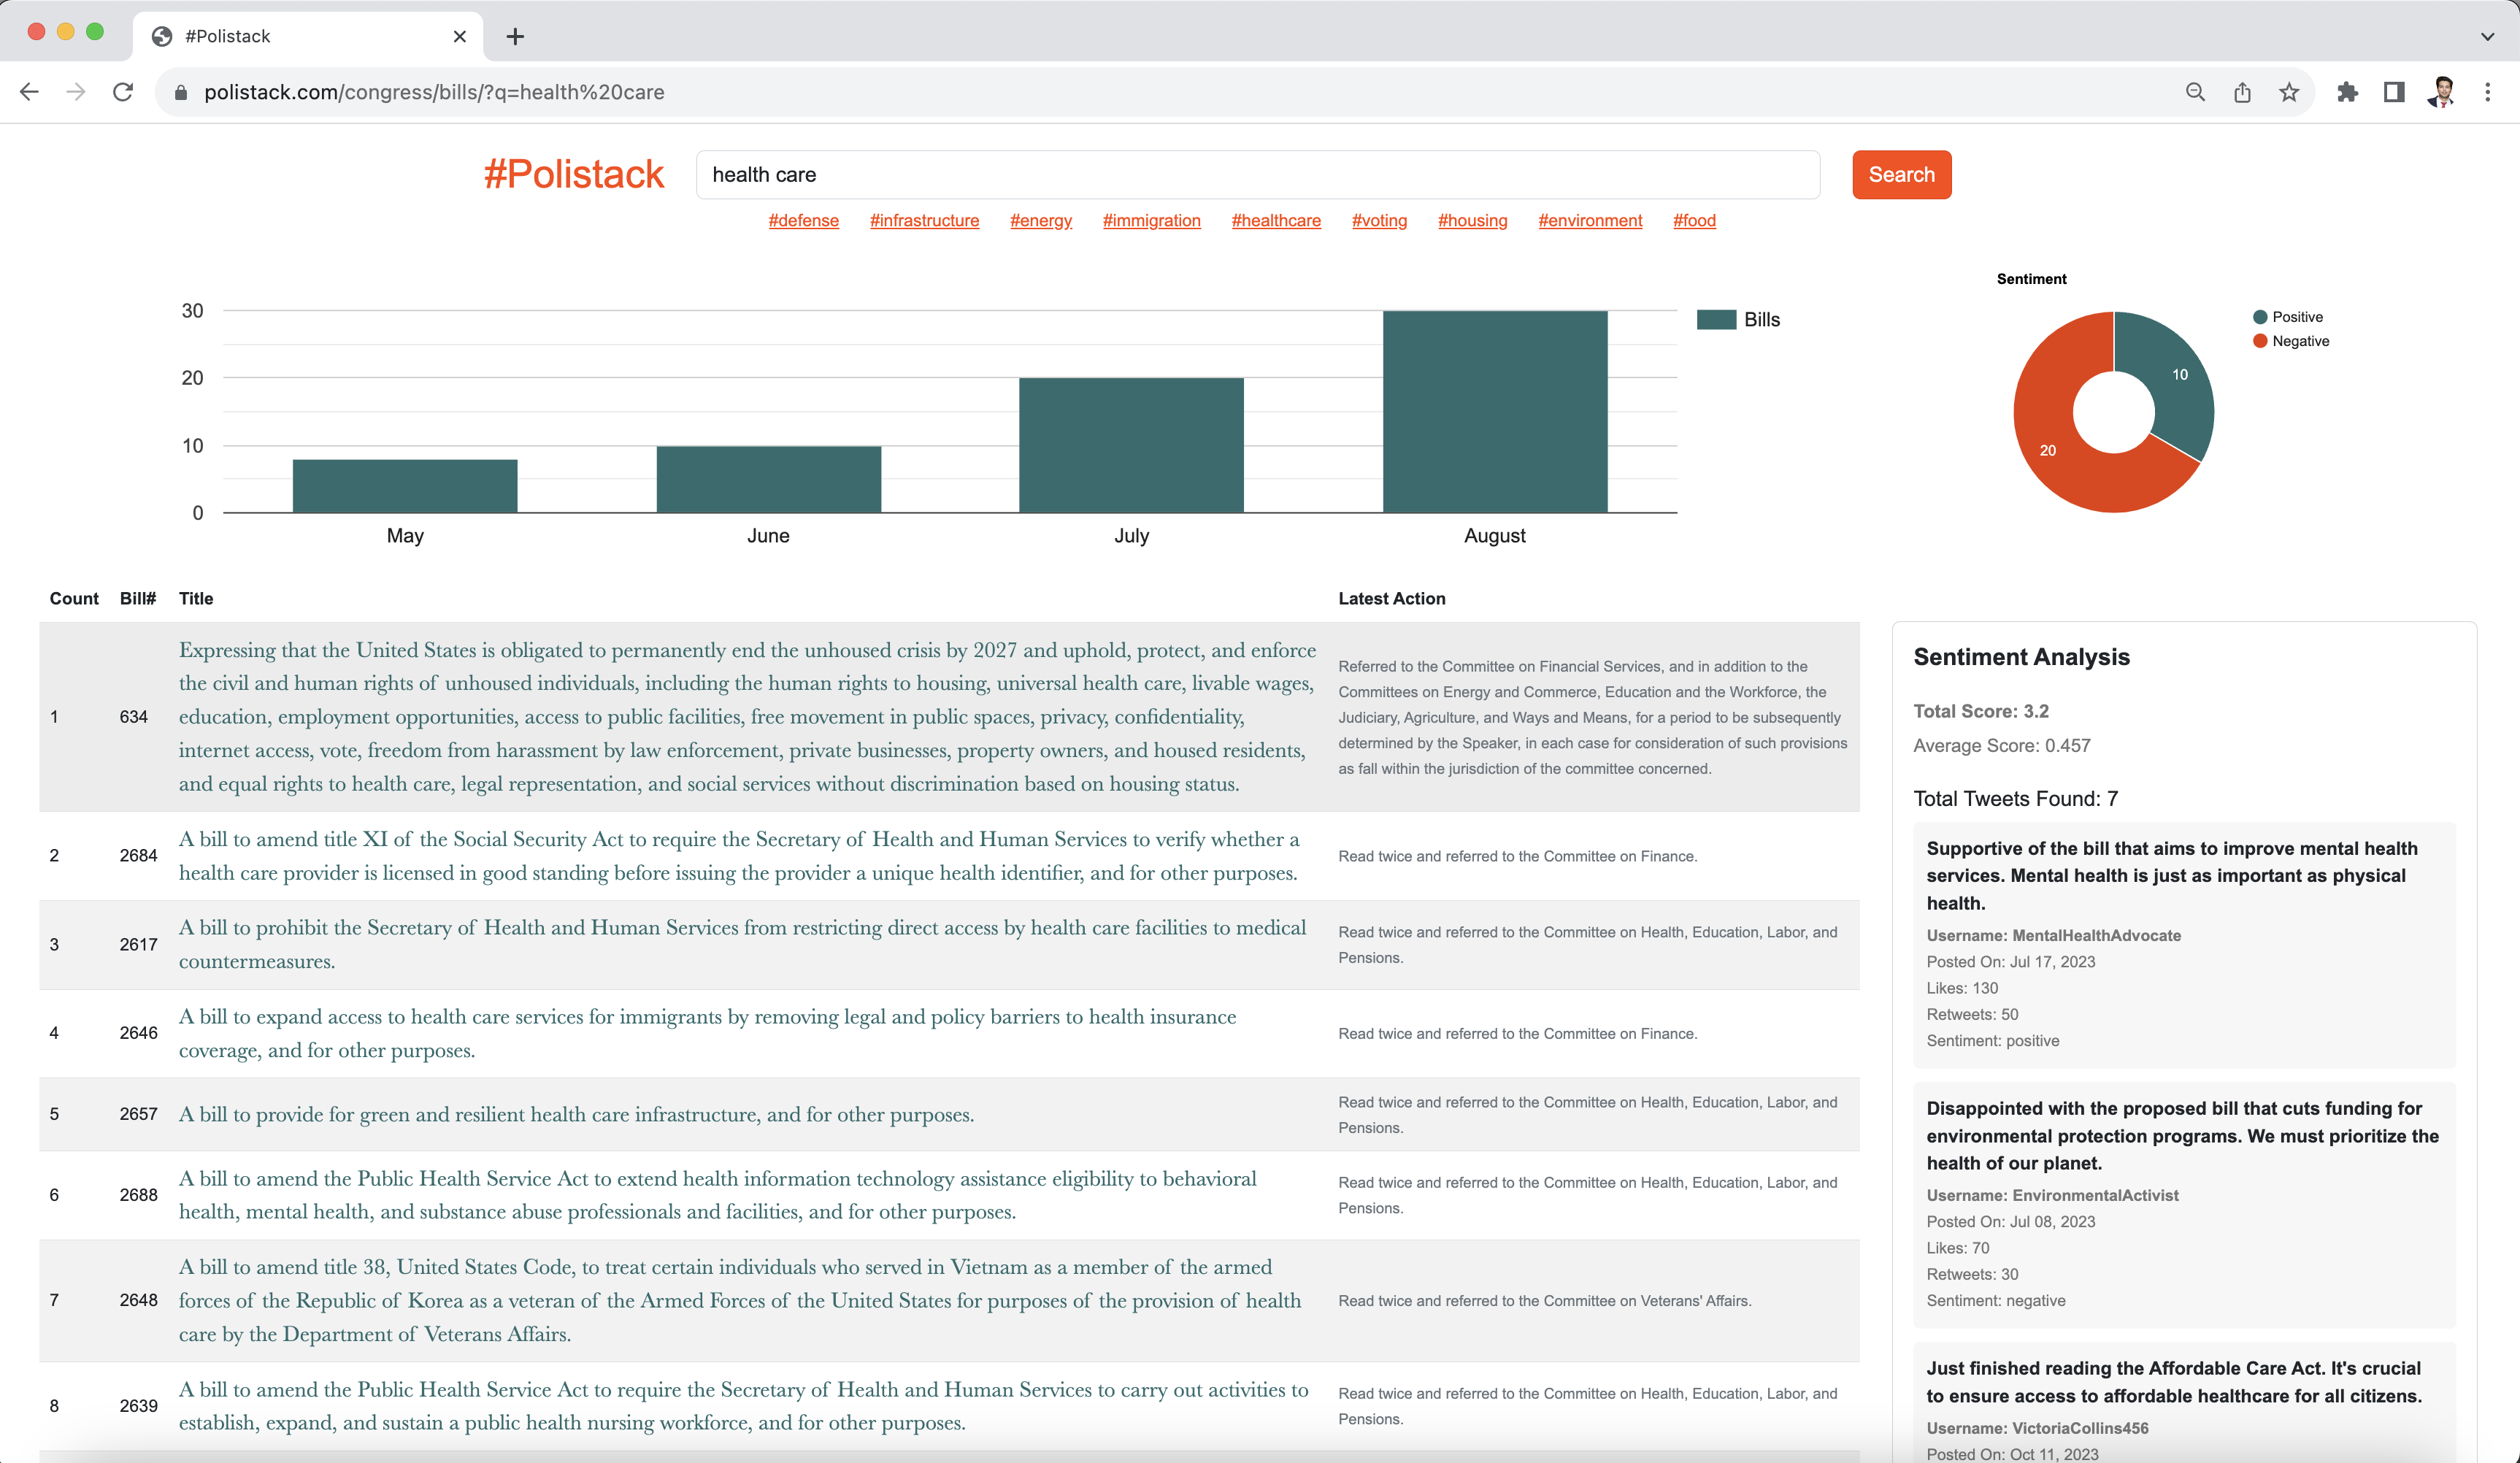 #Polistack
polistack.com/congress/bills/?q=health%20care
#Polistack
health care
Search
#defense #infrastructure #energy #immigration #healthcare #voting #housing #environment #food
30
20
10
0
May June July August
Bills
Sentiment
Positive
Negative
10
20
Count Bill# Title Latest Action
1
634
Expressing that the United States is obligated to permanently end the unhoused crisis by 2027 and uphold, protect, and enforce
the civil and human rights of unhoused individuals, including the human rights to housing, universal health care, livable wages,
education, employment opportunities, access to public facilities, free movement in public spaces, privacy, confidentiality,
internet access, vote, freedom from harassment by law enforcement, private businesses, property owners, and housed residents,
and equal rights to health care, legal representation, and social services without discrimination based on housing status.
Referred to the Committee on Financial Services, and in addition to the
Committees on Energy and Commerce, Education and the Workforce, the
Judiciary, Agriculture, and Ways and Means, for a period to be subsequently
determined by the Speaker, in each case for consideration of such provisions
as fall within the jurisdiction of the committee concerned.
2
2684
A bill to amend title XI of the Social Security Act to require the Secretary of Health and Human Services to verify whether a
health care provider is licensed in good standing before issuing the provider a unique health identifier, and for other purposes.
Read twice and referred to the Committee on Finance.
3
2617
A bill to prohibit the Secretary of Health and Human Services from restricting direct access by health care facilities to medical
countermeasures.
Read twice and referred to the Committee on Health, Education, Labor, and
Pensions.
4
2646
A bill to expand access to health care services for immigrants by removing legal and policy barriers to health insurance
coverage, and for other purposes.
Read twice and referred to the Committee on Finance.
5
2657
A bill to provide for green and resilient health care infrastructure, and for other purposes.
Read twice and referred to the Committee on Health, Education, Labor, and
Pensions.
6
2688
A bill to amend the Public Health Service Act to extend health information technology assistance eligibility to behavioral
health, mental health, and substance abuse professionals and facilities, and for other purposes.
Read twice and referred to the Committee on Health, Education, Labor, and
Pensions.
7
2648
A bill to amend title 38, United States Code, to treat certain individuals who served in Vietnam as a member of the armed
forces of the Republic of Korea as a veteran of the Armed Forces of the United States for purposes of the provision of health
care by the Department of Veterans Affairs.
Read twice and referred to the Committee on Veterans' Affairs.
8
2639
A bill to amend the Public Health Service Act to require the Secretary of Health and Human Services to carry out activities to
establish, expand, and sustain a public health nursing workforce, and for other purposes.
Read twice and referred to the Committee on Health, Education, Labor, and
Pensions.
Sentiment Analysis
Total Score: 3.2
Average Score: 0.457
Total Tweets Found: 7
Supportive of the bill that aims to improve mental health
services. Mental health is just as important as physical
health.
Username: MentalHealthAdvocate
Posted On: Jul 17, 2023
Likes: 130
Retweets: 50
Sentiment: positive
Disappointed with the proposed bill that cuts funding for
environmental protection programs. We must prioritize the
health of our planet.
Username: EnvironmentalActivist
Posted On: Jul 08, 2023
Likes: 70
Retweets: 30
Sentiment: negative
Just finished reading the Affordable Care Act. It's crucial
to ensure access to affordable healthcare for all citizens.
Username: VictoriaCollins456
Posted On: Oct 11, 2023